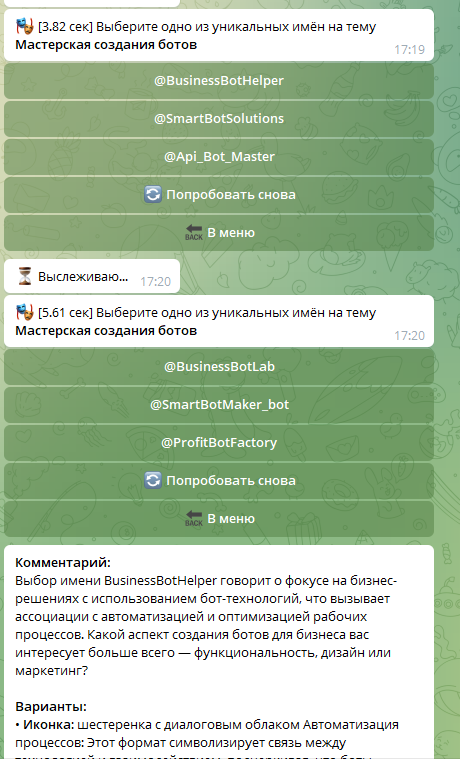 [3.82 сек] Выберите одно из уникальных имён на тему
Мастерская создания ботов
17:19
@BusinessBotHelper
@SmartBotSolutions
@Api_Bot_Master
Попробовать снова
BACK В меню
Выслеживаю...
17:20
[5.61 сек] Выберите одно из уникальных имён на тему
Мастерская создания ботов
17:20
@BusinessBotLab
@SmartBotMaker_bot
@ProfitBotFactory
Попробовать снова
BACK В меню
Комментарий:
Выбор имени BusinessBotHelper говорит о фокусе на бизнес-
решениях с использованием бот-технологий, что вызывает
ассоциации с автоматизацией и оптимизацией рабочих
процессов. Какой аспект создания ботов для бизнеса вас
интересует больше всего — функциональность, дизайн или
маркетинг?
Варианты:
• Иконка: шестеренка с диалоговым облаком Автоматизация
процессов: Этот формат символизирует связь между